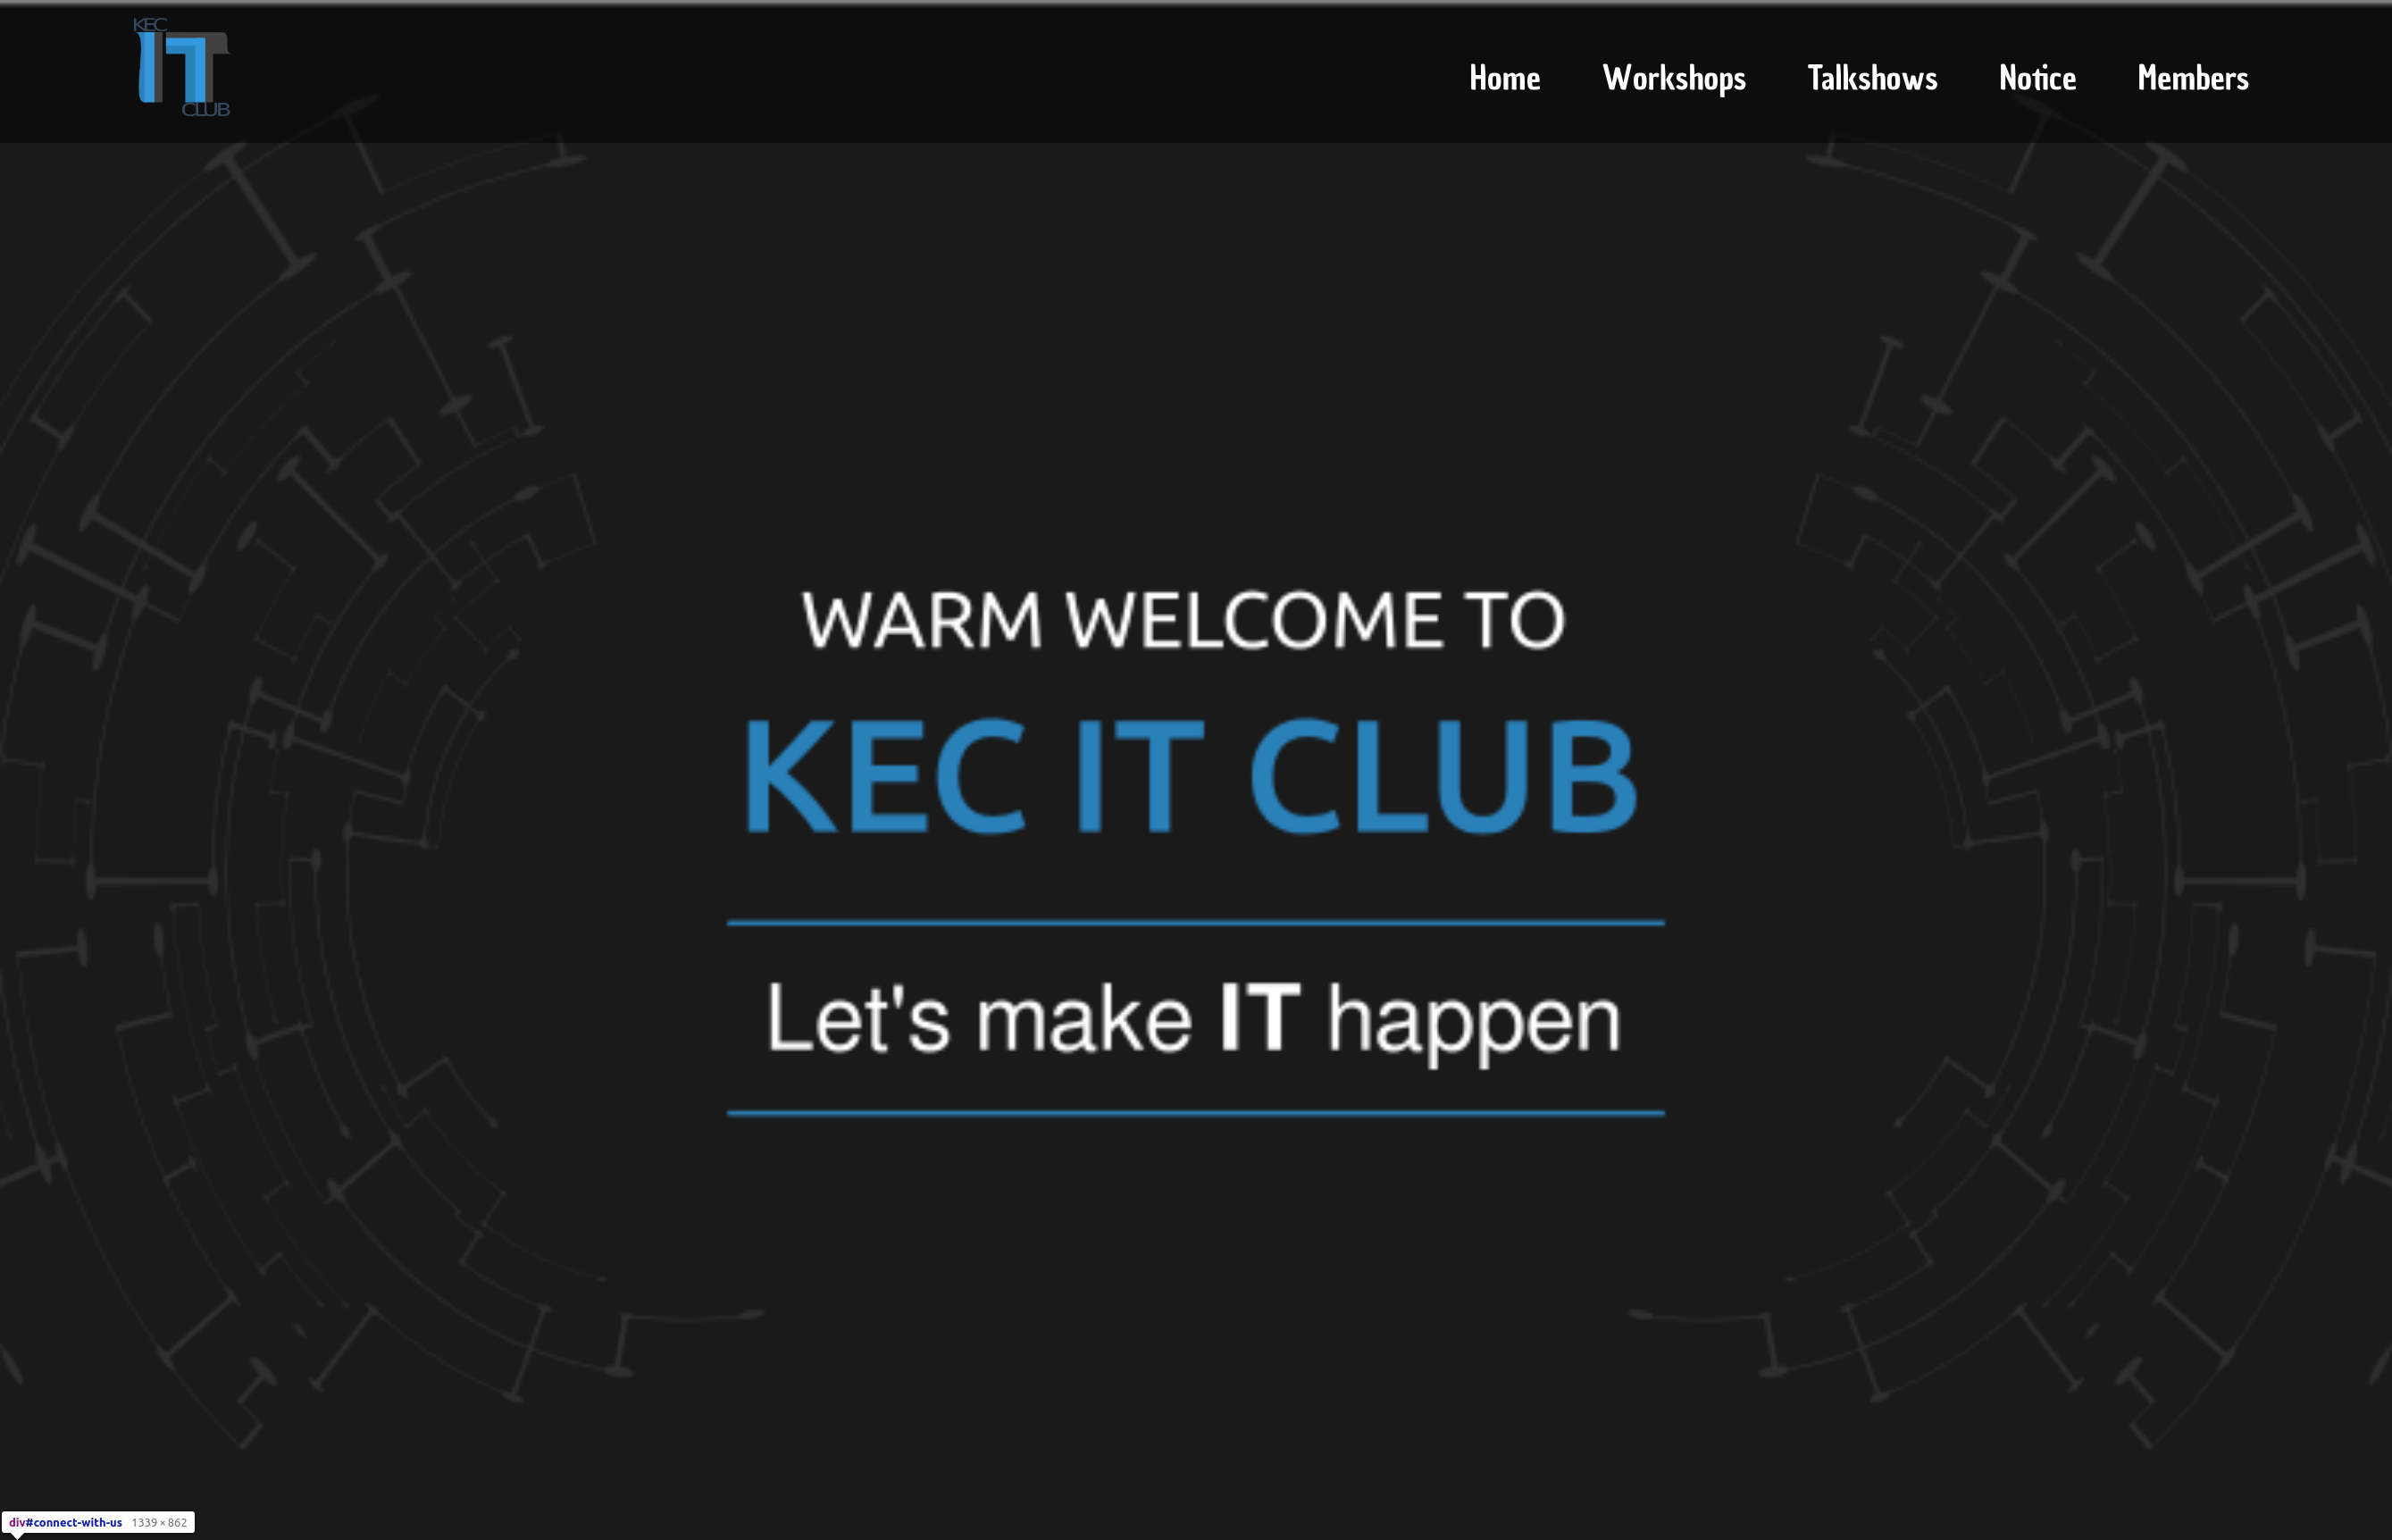 KEC
IT
CLUB
Home Workshops Talkshows Notice Members
WARM WELCOME TO
KEC IT CLUB
Let's make IT happen
div#connect-with-us 1339 × 862